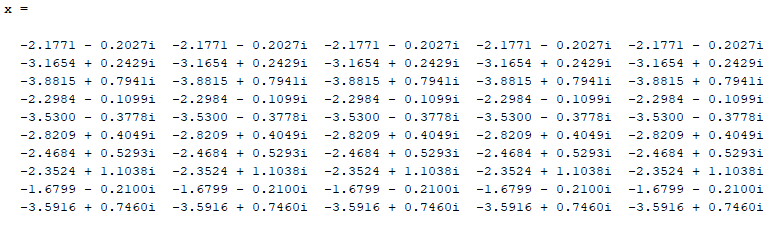 x =
-2.1771 - 0.2027i  -2.1771 - 0.2027i  -2.1771 - 0.2027i  -2.1771 - 0.2027i  -2.1771 - 0.2027i
-3.1654 + 0.2429i  -3.1654 + 0.2429i  -3.1654 + 0.2429i  -3.1654 + 0.2429i  -3.1654 + 0.2429i
-3.8815 + 0.7941i  -3.8815 + 0.7941i  -3.8815 + 0.7941i  -3.8815 + 0.7941i  -3.8815 + 0.7941i
-2.2984 - 0.1099i  -2.2984 - 0.1099i  -2.2984 - 0.1099i  -2.2984 - 0.1099i  -2.2984 - 0.1099i
-3.5300 - 0.3778i  -3.5300 - 0.3778i  -3.5300 - 0.3778i  -3.5300 - 0.3778i  -3.5300 - 0.3778i
-2.8209 + 0.4049i  -2.8209 + 0.4049i  -2.8209 + 0.4049i  -2.8209 + 0.4049i  -2.8209 + 0.4049i
-2.4684 + 0.5293i  -2.4684 + 0.5293i  -2.4684 + 0.5293i  -2.4684 + 0.5293i  -2.4684 + 0.5293i
-2.3524 + 1.1038i  -2.3524 + 1.1038i  -2.3524 + 1.1038i  -2.3524 + 1.1038i  -2.3524 + 1.1038i
-1.6799 - 0.2100i  -1.6799 - 0.2100i  -1.6799 - 0.2100i  -1.6799 - 0.2100i  -1.6799 - 0.2100i
-3.5916 + 0.7460i  -3.5916 + 0.7460i  -3.5916 + 0.7460i  -3.5916 + 0.7460i  -3.5916 + 0.7460i